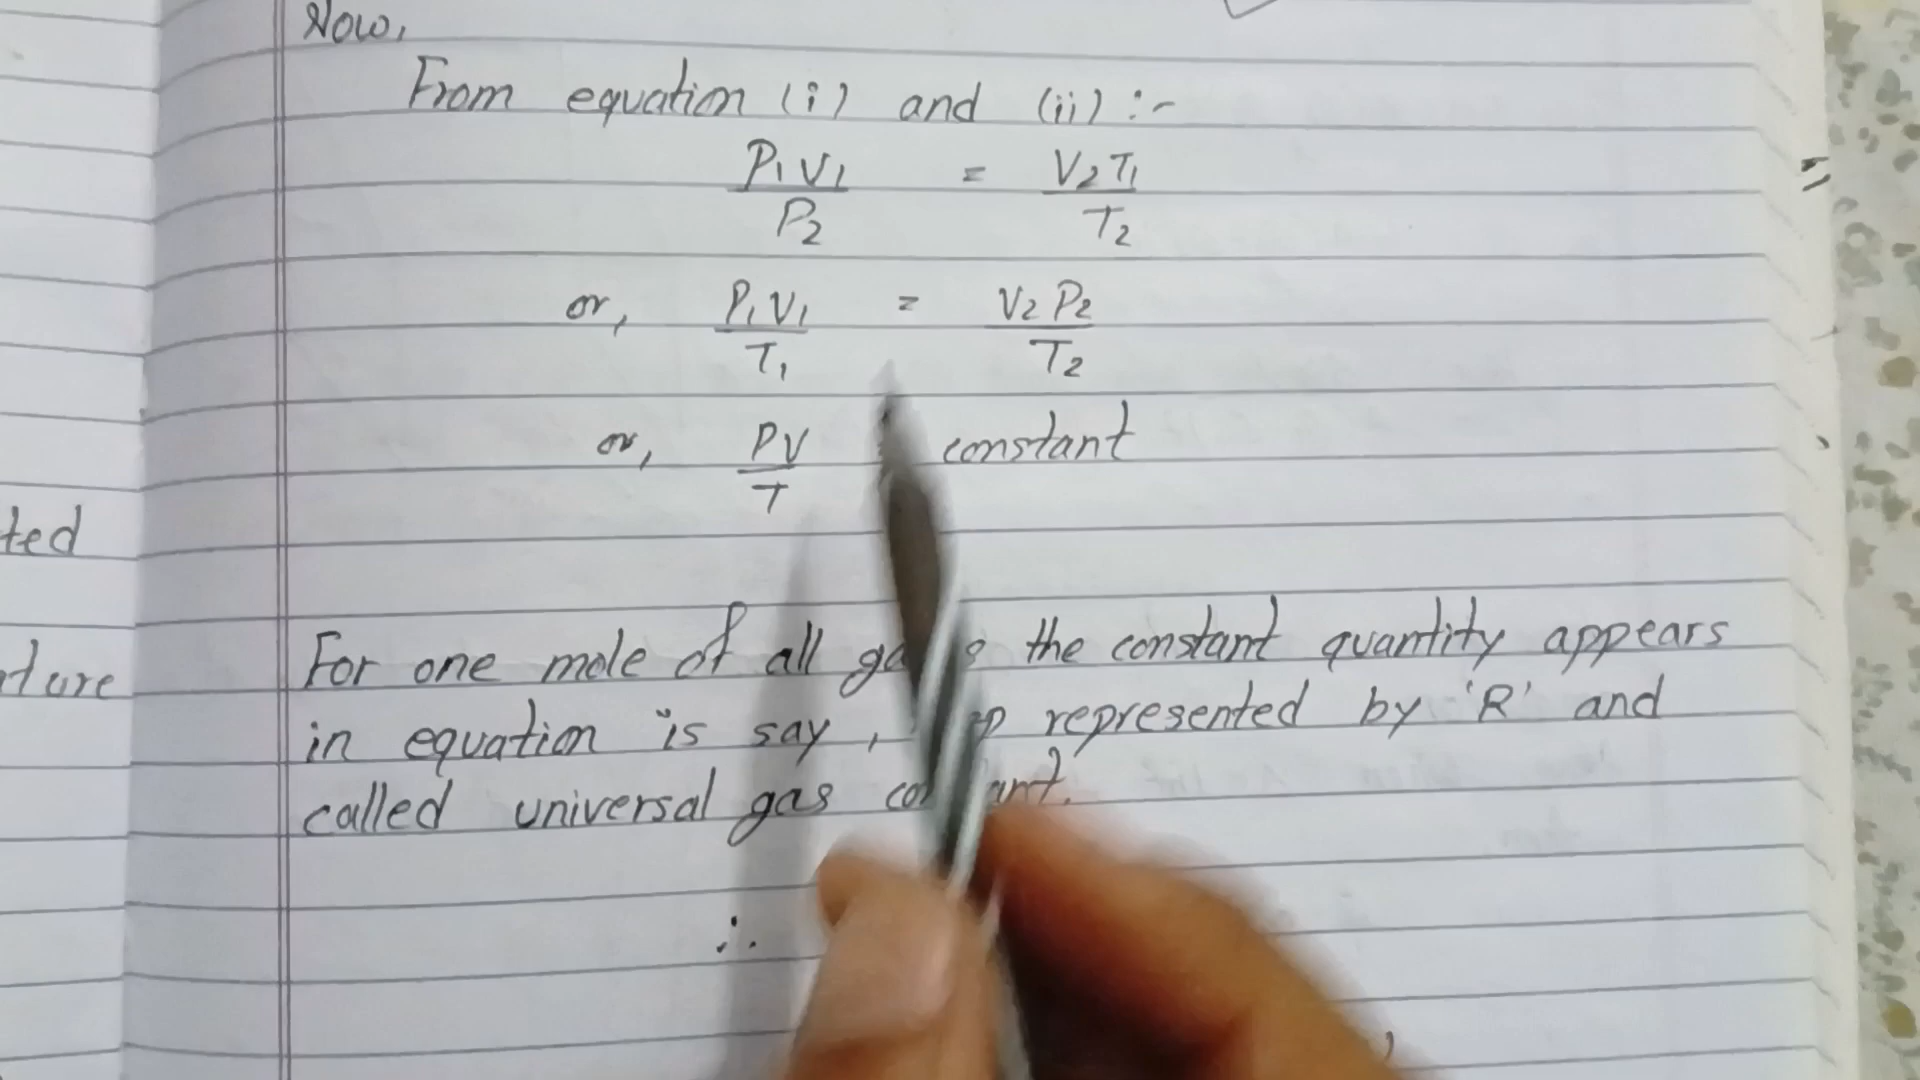 Now,
From equation (i) and (ii) :-
P1V1 / P2 = V2T1 / T2
or, P1V1 / T1 = V2P2 / T2
or, PV / T constant
ted
For one mole of all the constant quantity appears
in equation is say, represented by 'R' and
called universal gas
∴